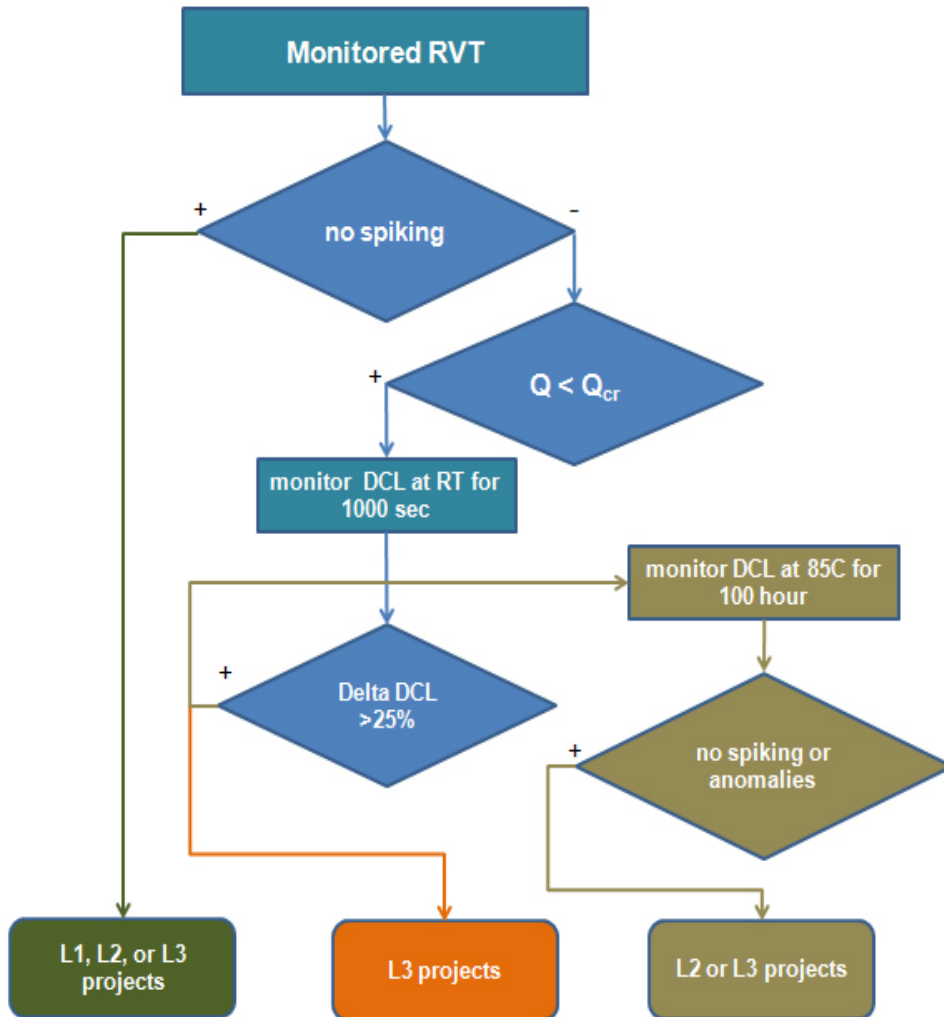 Monitored RVT
+
-
no spiking
+
Q < Qcr
monitor DCL at RT for
1000 sec
monitor DCL at 85C for
100 hour
+
Delta DCL
>25%
+
no spiking or
anomalies
L1, L2, or L3
projects
L3 projects
L2 or L3 projects